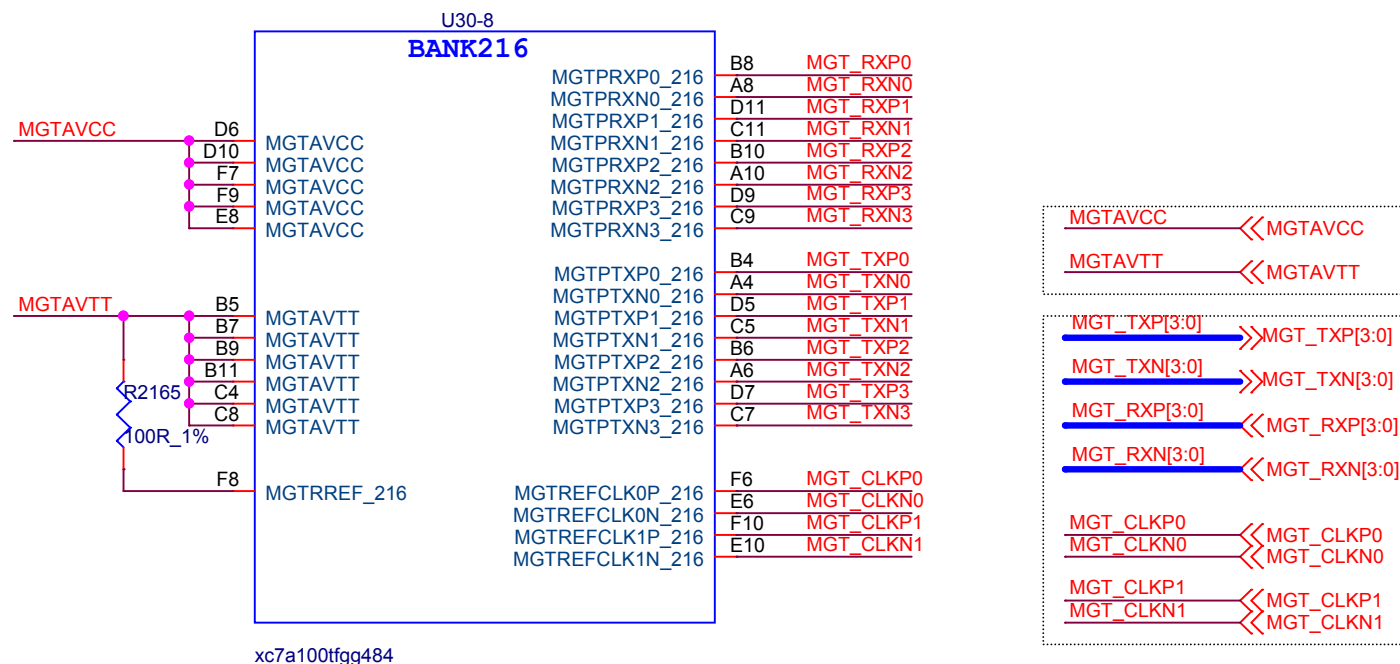 U30-8
BANK216
MGTAVCC
D6 MGTAVCC
D10 MGTAVCC
F7 MGTAVCC
F9 MGTAVCC
E8 MGTAVCC
MGTAVTT
B5 MGTAVTT
B7 MGTAVTT
B9 MGTAVTT
B11 MGTAVTT
C4 MGTAVTT
C8 MGTAVTT
R2165
100R_1%
F8 MGTRREF_216
MGTPRXP0_216 B8 MGT_RXP0
MGTPRXN0_216 A8 MGT_RXN0
MGTPRXP1_216 D11 MGT_RXP1
MGTPRXN1_216 C11 MGT_RXN1
MGTPRXP2_216 B10 MGT_RXP2
MGTPRXN2_216 A10 MGT_RXN2
MGTPRXP3_216 D9 MGT_RXP3
MGTPRXN3_216 C9 MGT_RXN3
MGTPTXP0_216 B4 MGT_TXP0
MGTPTXN0_216 A4 MGT_TXN0
MGTPTXP1_216 D5 MGT_TXP1
MGTPTXN1_216 C5 MGT_TXN1
MGTPTXP2_216 B6 MGT_TXP2
MGTPTXN2_216 A6 MGT_TXN2
MGTPTXP3_216 D7 MGT_TXP3
MGTPTXN3_216 C7 MGT_TXN3
MGTREFCLK0P_216 F6 MGT_CLKP0
MGTREFCLK0N_216 E6 MGT_CLKN0
MGTREFCLK1P_216 F10 MGT_CLKP1
MGTREFCLK1N_216 E10 MGT_CLKN1
xc7a100tfgg484
MGTAVCC MGTAVCC
MGTAVTT MGTAVTT
MGT_TXP[3:0] MGT_TXP[3:0]
MGT_TXN[3:0] MGT_TXN[3:0]
MGT_RXP[3:0] MGT_RXP[3:0]
MGT_RXN[3:0] MGT_RXN[3:0]
MGT_CLKP0 MGT_CLKP0
MGT_CLKN0 MGT_CLKN0
MGT_CLKP1 MGT_CLKP1
MGT_CLKN1 MGT_CLKN1